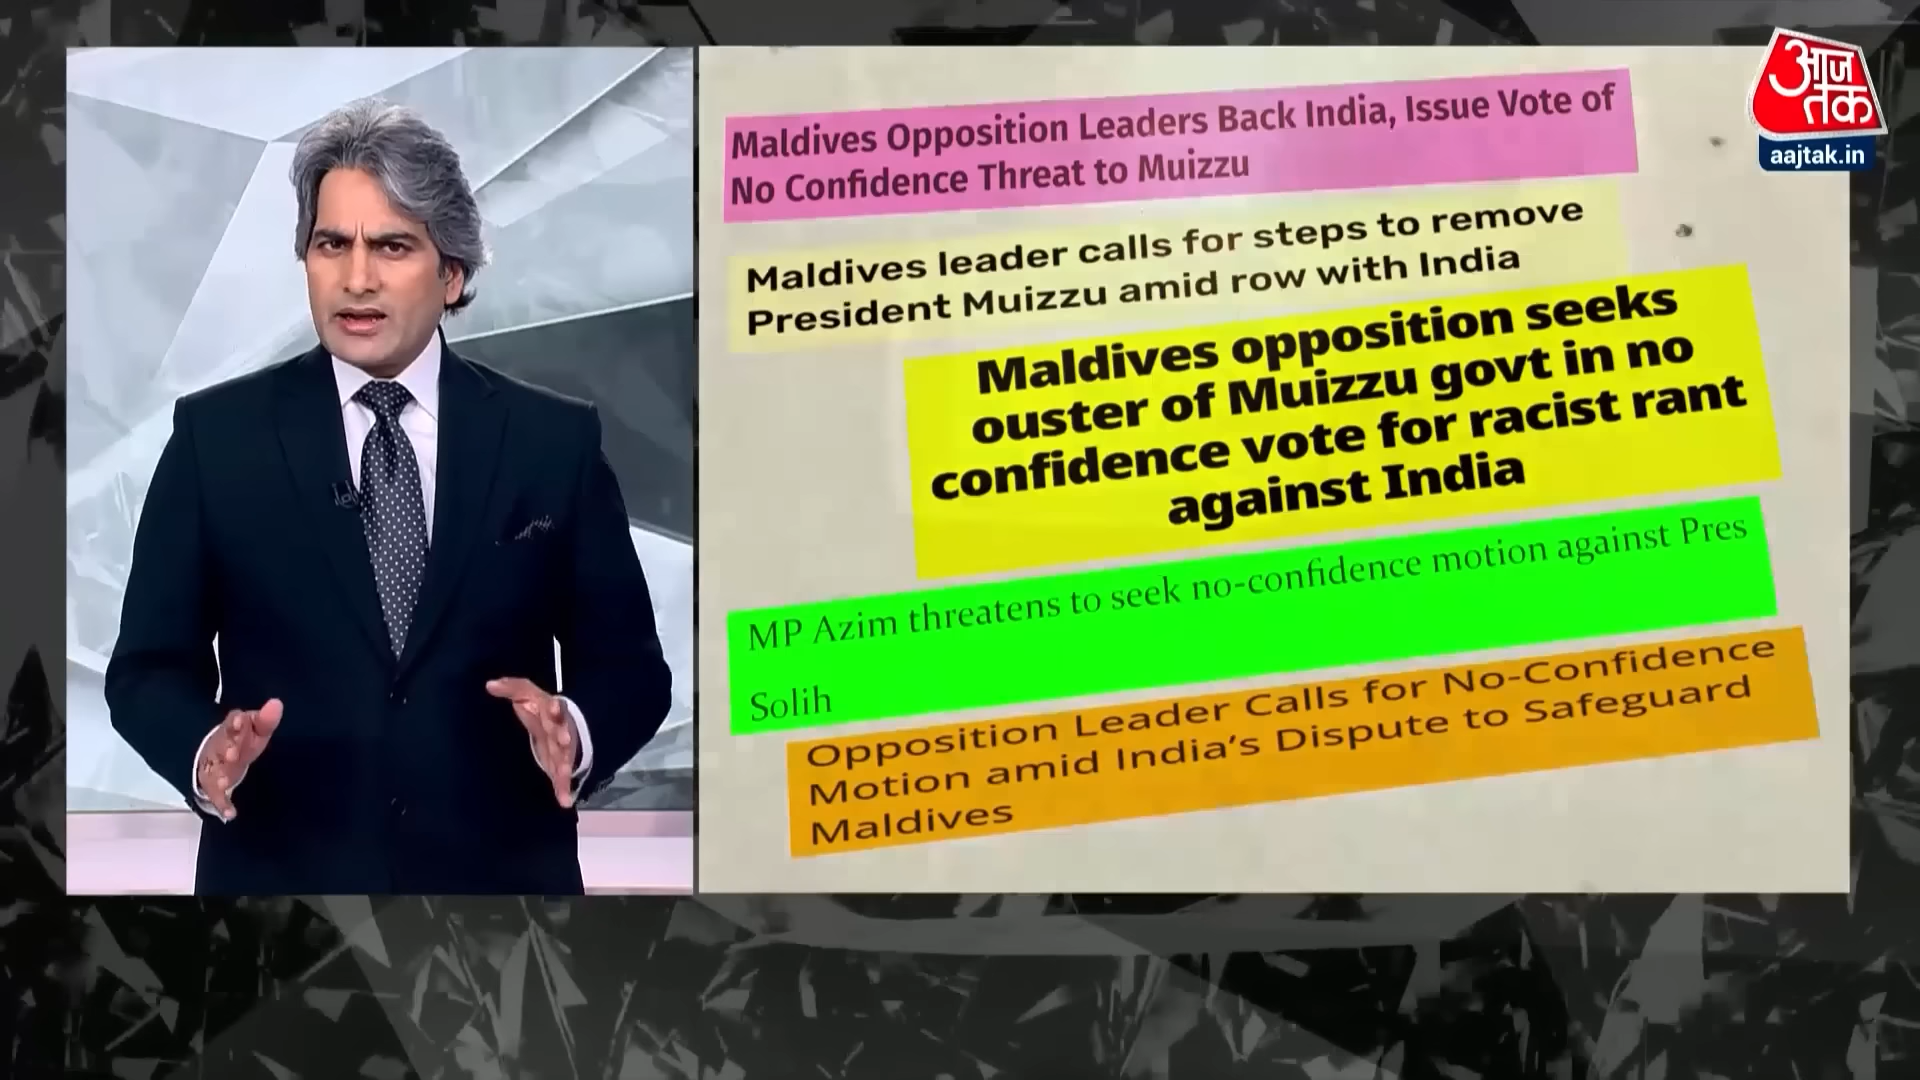 Maldives Opposition Leaders Back India, Issue Vote of
No Confidence Threat to Muizzu
Maldives leader calls for steps to remove
President Muizzu amid row with India
Maldives opposition seeks
ouster of Muizzu govt in no
confidence vote for racist rant
against India
MP Azim threatens to seek no-confidence motion against Pres
Solih
Opposition Leader Calls for No-Confidence
Motion amid India's Dispute to Safeguard
Maldives
आज
तक
aajtak.in